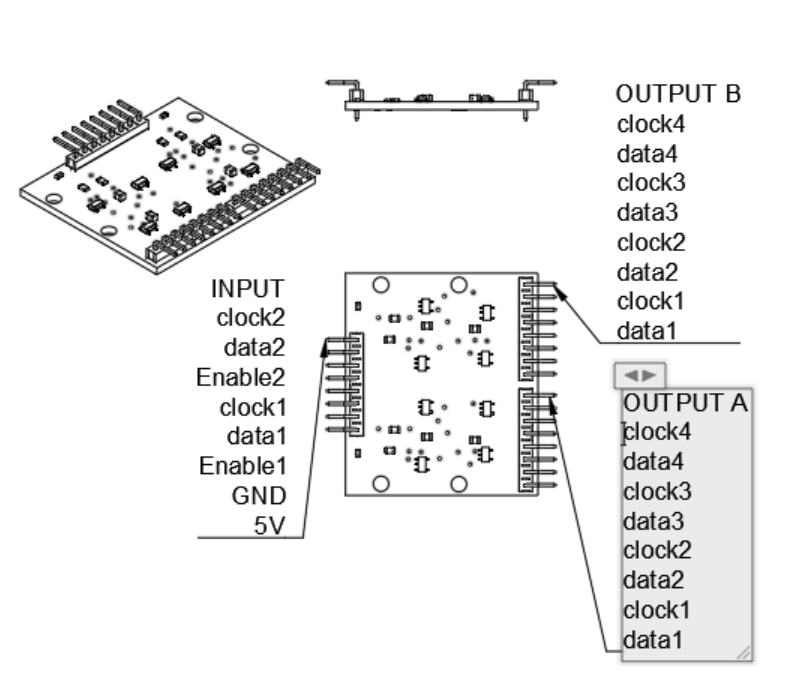 OUTPUT B
clock4
data4
clock3
data3
clock2
data2
clock1
data1
INPUT
clock2
data2
Enable2
clock1
data1
Enable1
GND
5V
OUTPUT A
clock4
data4
clock3
data3
clock2
data2
clock1
data1